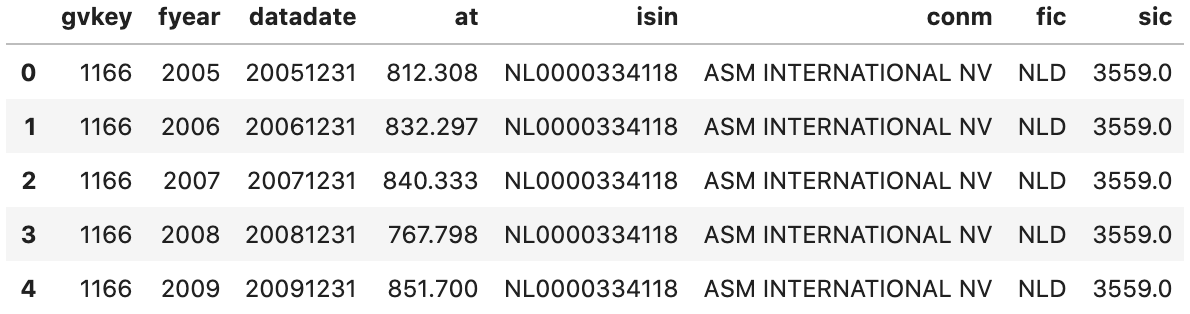 gvkey fyear datadate at isin conm fic sic
0 1166 2005 20051231 812.308 NL0000334118 ASM INTERNATIONAL NV NLD 3559.0
1 1166 2006 20061231 832.297 NL0000334118 ASM INTERNATIONAL NV NLD 3559.0
2 1166 2007 20071231 840.333 NL0000334118 ASM INTERNATIONAL NV NLD 3559.0
3 1166 2008 20081231 767.798 NL0000334118 ASM INTERNATIONAL NV NLD 3559.0
4 1166 2009 20091231 851.700 NL0000334118 ASM INTERNATIONAL NV NLD 3559.0